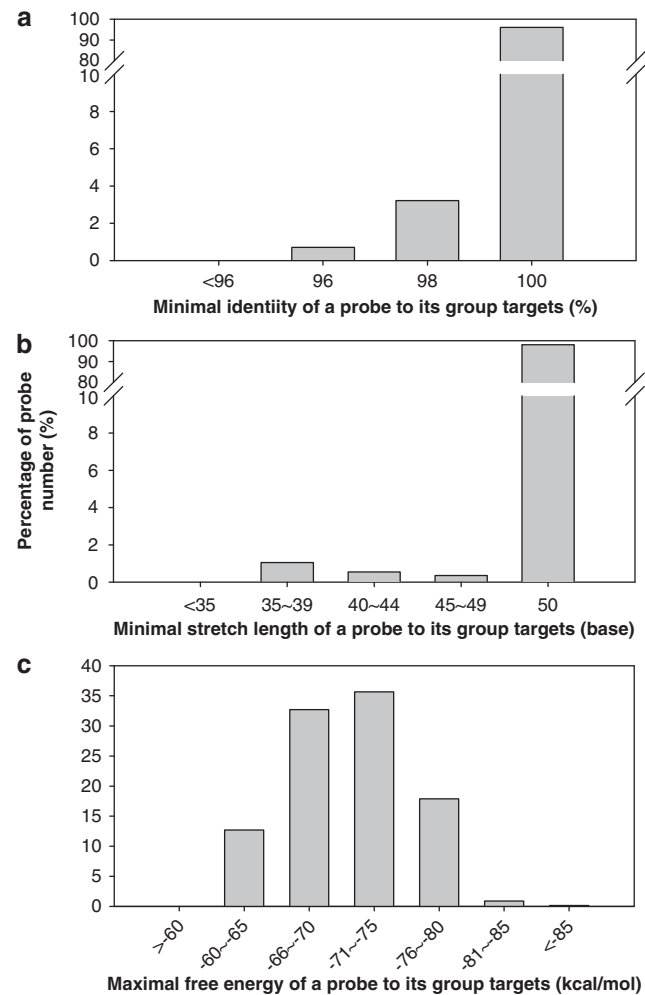 a
100
90
80
10
8
6
4
2
0
<96 96 98 100
Minimal identiity of a probe to its group targets (%)
b
100
90
80
10
8
6
4
2
0
Percentage of probe
number (%)
<35 35~39 40~44 45~49 50
Minimal stretch length of a probe to its group targets (base)
c
40
35
30
25
20
15
10
5
0
>-60 -60~-65 -66~-70 -71~-75 -76~-80 -81~-85 <-85
Maximal free energy of a probe to its group targets (kcal/mol)